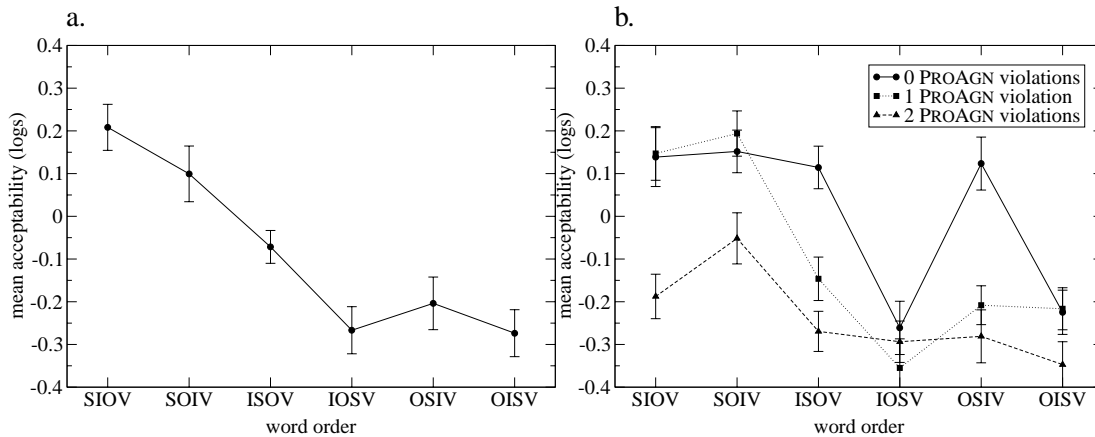 a.
0.4
0.3
0.2
0.1
0
-0.1
-0.2
-0.3
-0.4
mean acceptability (logs)
SIOV SOIV ISOV IOSV OSIV OISV
word order
b.
0.4
0.3
0.2
0.1
0
-0.1
-0.2
-0.3
-0.4
mean acceptability (logs)
0 PROAGN violations
1 PROAGN violation
2 PROAGN violations
SIOV SOIV ISOV IOSV OSIV OISV
word order